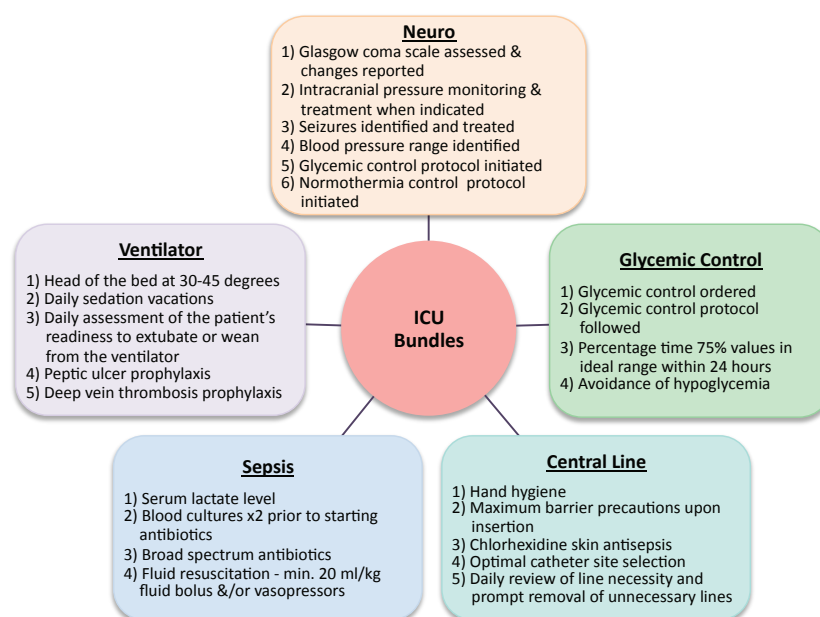 Neuro
1) Glasgow coma scale assessed &
changes reported
2) Intracranial pressure monitoring &
treatment when indicated
3) Seizures identified and treated
4) Blood pressure range identified
5) Glycemic control protocol initiated
6) Normothermia control protocol
initiated
Ventilator
1) Head of the bed at 30-45 degrees
2) Daily sedation vacations
3) Daily assessment of the patient's
readiness to extubate or wean
from the ventilator
4) Peptic ulcer prophylaxis
5) Deep vein thrombosis prophylaxis
ICU
Bundles
Glycemic Control
1) Glycemic control ordered
2) Glycemic control protocol
followed
3) Percentage time 75% values in
ideal range within 24 hours
4) Avoidance of hypoglycemia
Sepsis
1) Serum lactate level
2) Blood cultures x2 prior to starting
antibiotics
3) Broad spectrum antibiotics
4) Fluid resuscitation - min. 20 ml/kg
fluid bolus &/or vasopressors
Central Line
1) Hand hygiene
2) Maximum barrier precautions upon
insertion
3) Chlorhexidine skin antisepsis
4) Optimal catheter site selection
5) Daily review of line necessity and
prompt removal of unnecessary lines